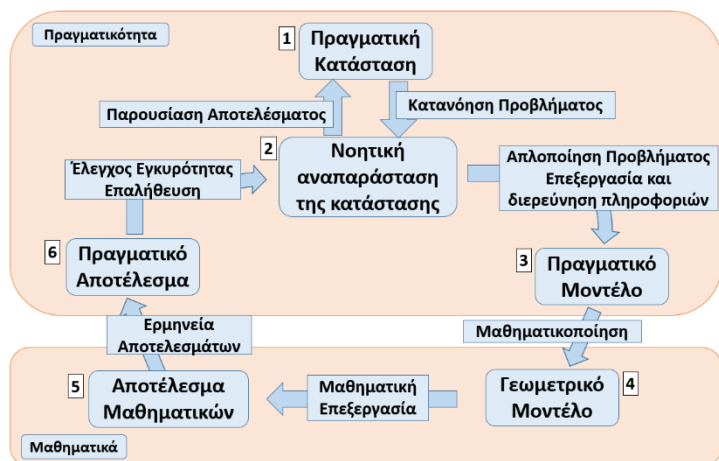 Πραγματικότητα
1
Πραγματική
Κατάσταση
Παρουσίαση Αποτελέσματος
Κατανόηση Προβλήματος
2
Νοητική
αναπαράσταση
της κατάστασης
Έλεγχος Εγκυρότητας
Επαλήθευση
Απλοποίηση Προβλήματος
Επεξεργασία και
διερεύνηση πληροφοριών
6
Πραγματικό
Αποτέλεσμα
3
Πραγματικό
Μοντέλο
Ερμηνεία
Αποτελεσμάτων
Μαθηματικοποίηση
5
Αποτέλεσμα
Μαθηματικών
Μαθηματική
Επεξεργασία
Γεωμετρικό
Μοντέλο
4
Μαθηματικά